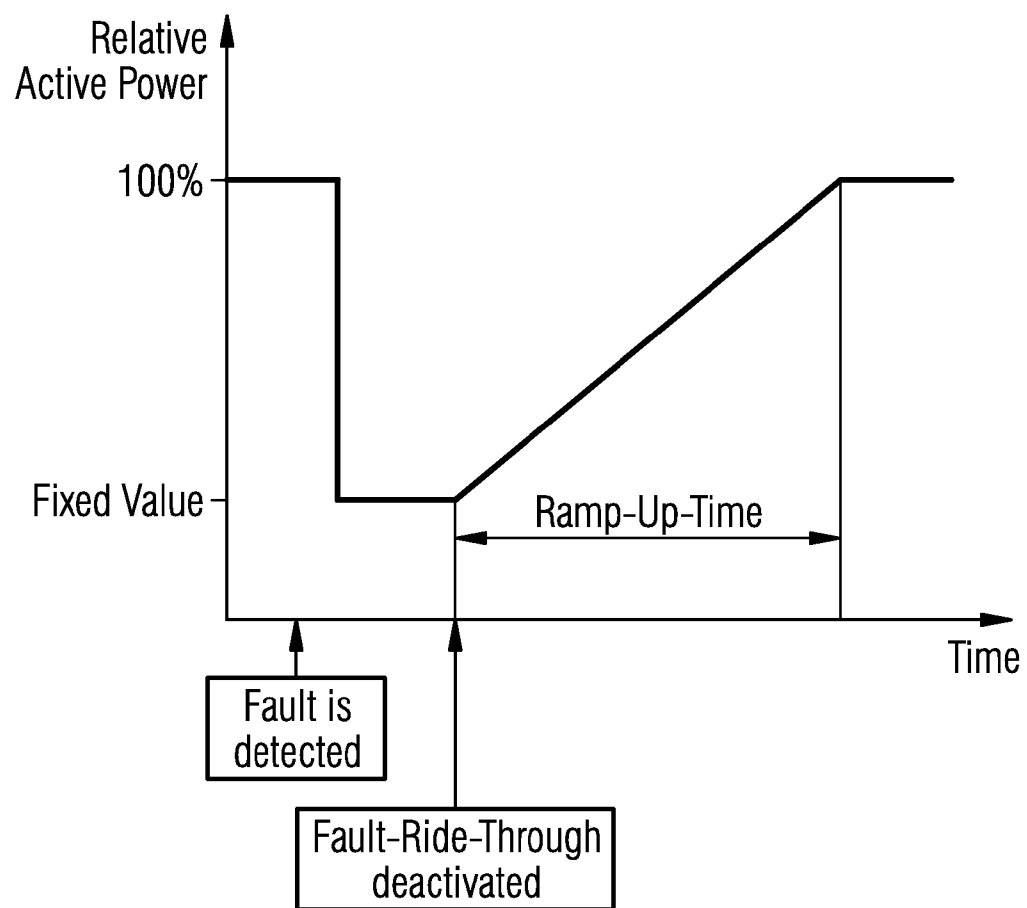 Relative
Active Power
100%
Fixed Value
Ramp-Up-Time
Time
Fault is
detected
Fault-Ride-Through
deactivated